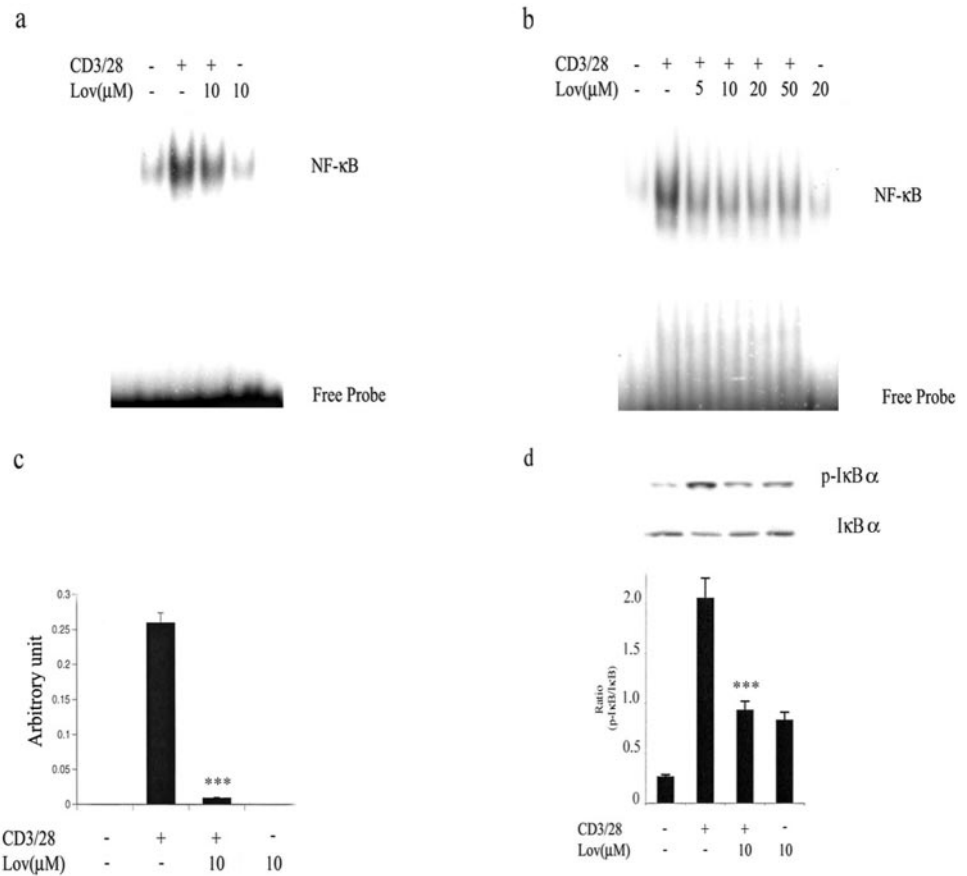 a
CD3/28 - + + -
Lov(μM) - - 10 10
NF-κB
Free Probe
b
CD3/28 - + + + + + -
Lov(μM) - - 5 10 20 50 20
NF-κB
Free Probe
c
Arbitrory unit
0.3
0.25
0.2
0.15
0.1
0.05
0
***
CD3/28 - + + -
Lov(μM) - - 10 10
d
p-IκBα
IκBα
Ratio
(p-IκB/IκB)
2.0
1.0
0.5
0
***
CD3/28 - + + -
Lov(μM) - - 10 10